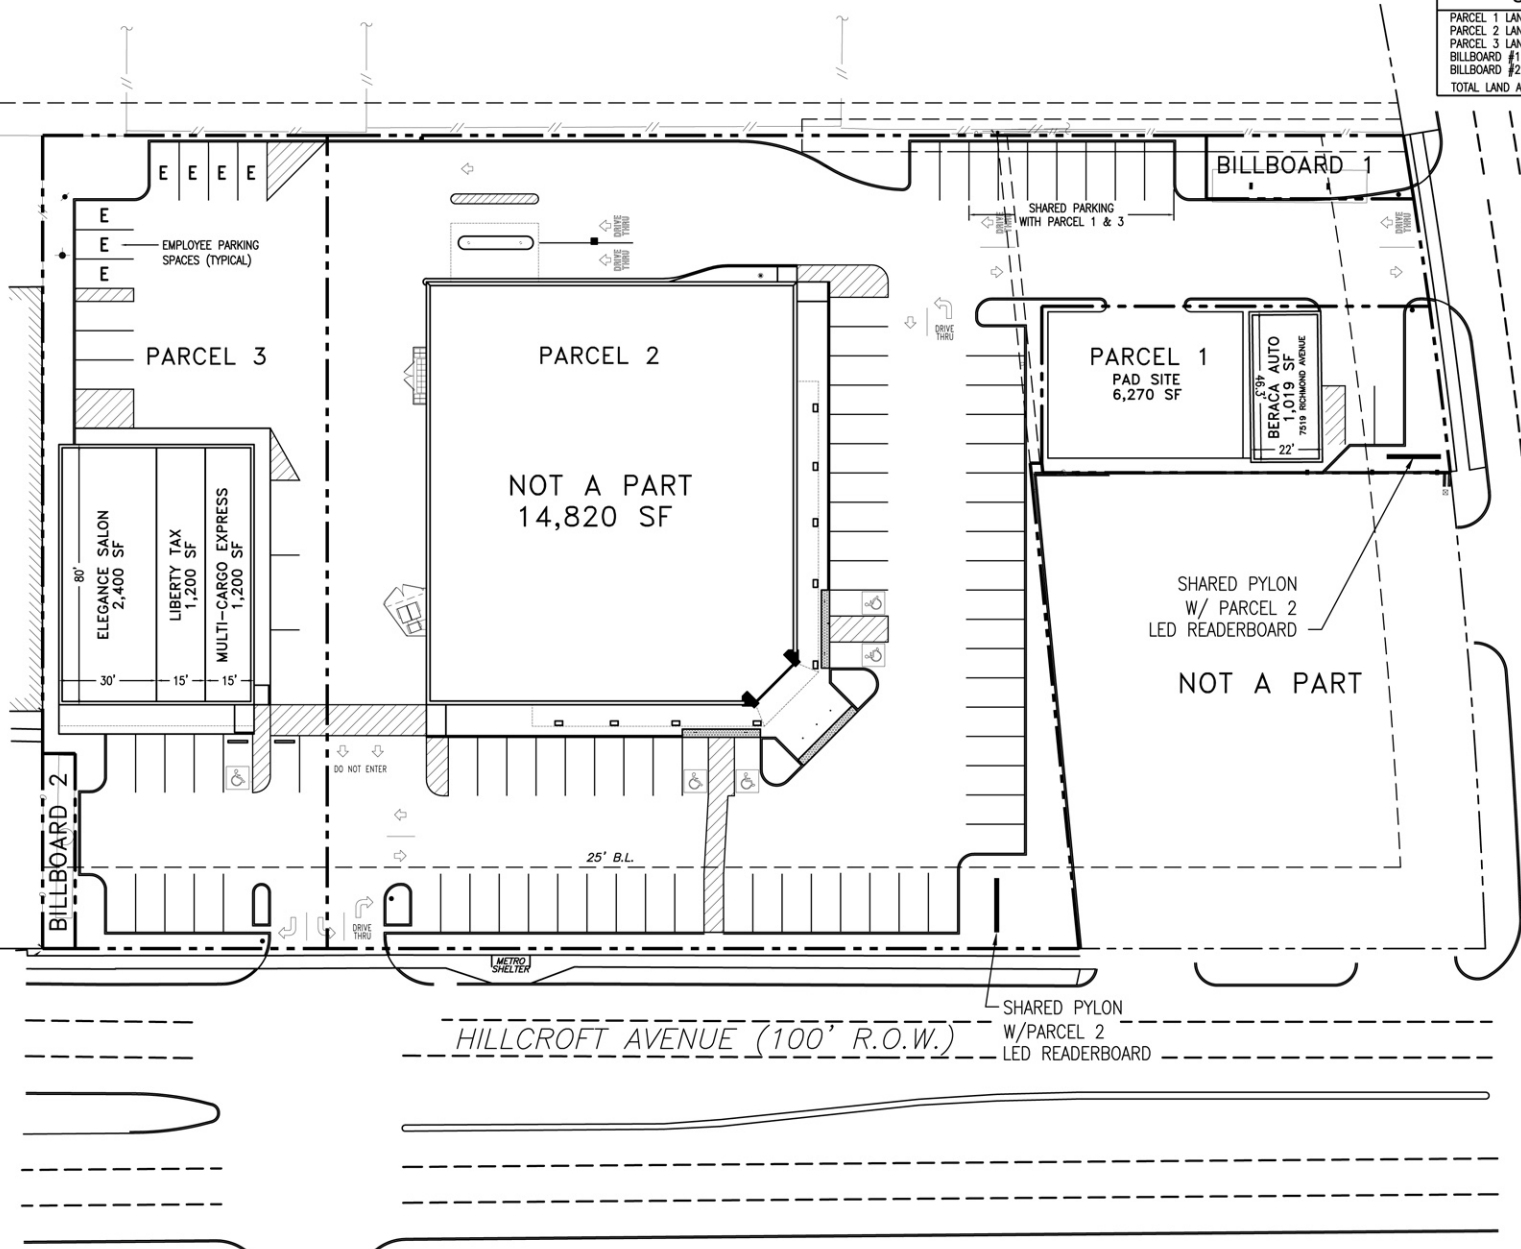 PARCEL 1
PARCEL 2
PARCEL 3
BILLBOARD #1
BILLBOARD #2
TOTAL LAND
BILLBOARD 1
E E E E
E
E
E
EMPLOYEE PARKING
SPACES (TYPICAL)
DRIVE
THRU
DRIVE
THRU
SHARED PARKING
WITH PARCEL 1 & 3
DRIVE
THRU
DRIVE
THRU
DRIVE
THRU
PARCEL 3
PARCEL 2
NOT A PART
14,820 SF
PARCEL 1
PAD SITE
6,270 SF
BERACA AUTO
1,019 SF
7519 RICHMOND AVENUE
46.3'
22'
ELEGANCE SALON
2,400 SF
LIBERTY TAX
1,200 SF
MULTI-CARGO EXPRESS
1,200 SF
80'
30'
15'
15'
SHARED PYLON
W/ PARCEL 2
LED READERBOARD
NOT A PART
BILLBOARD 2
DO NOT ENTER
25' B.L.
DRIVE
THRU
METRO
SHELTER
SHARED PYLON
W/PARCEL 2
LED READERBOARD
HILLCROFT AVENUE (100' R.O.W.)